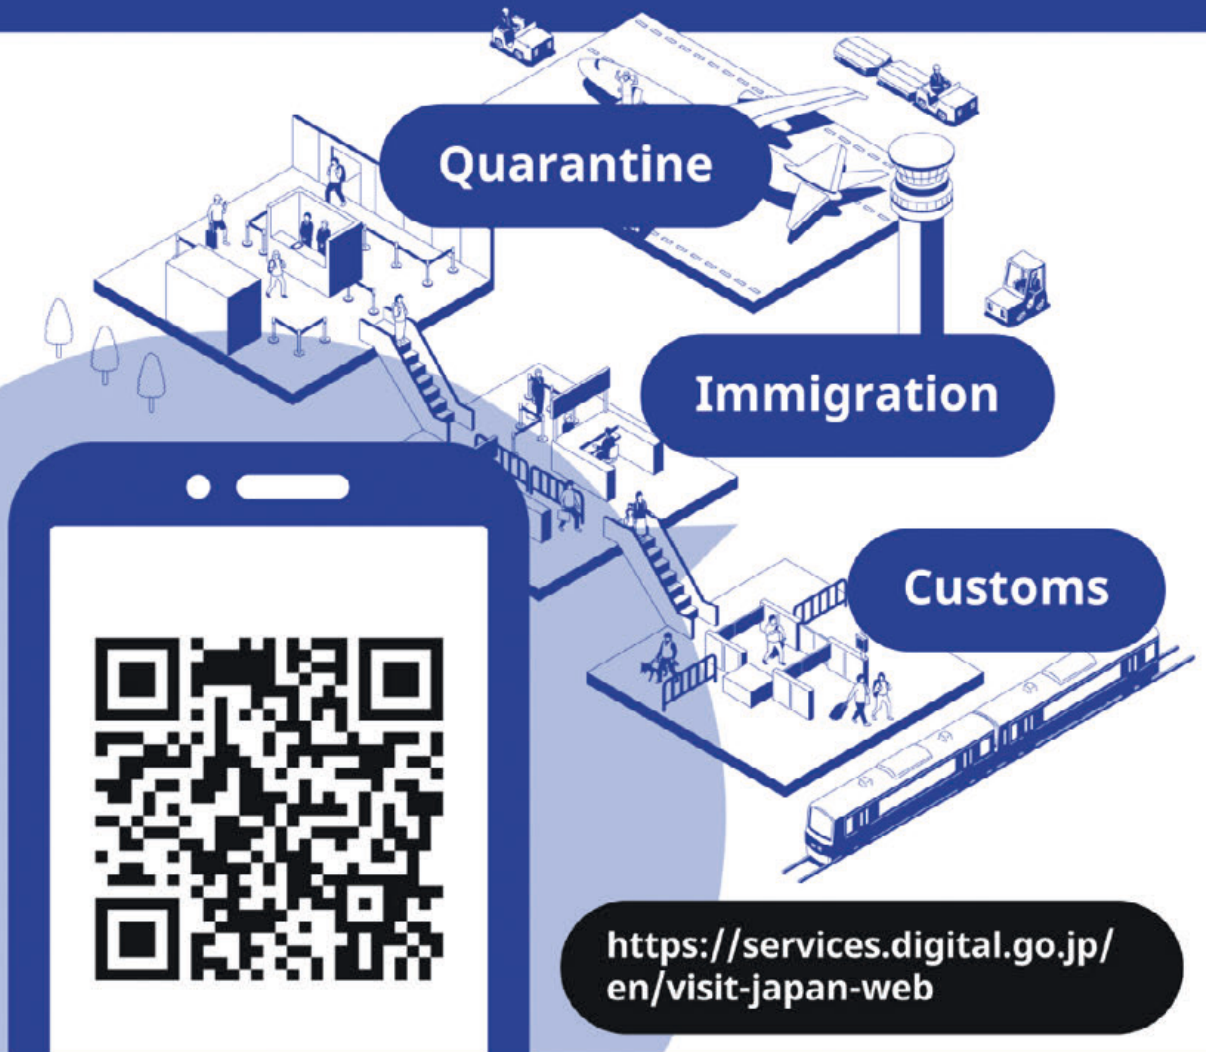 Quarantine
Immigration
Customs
https://services.digital.go.jp/
en/visit-japan-web